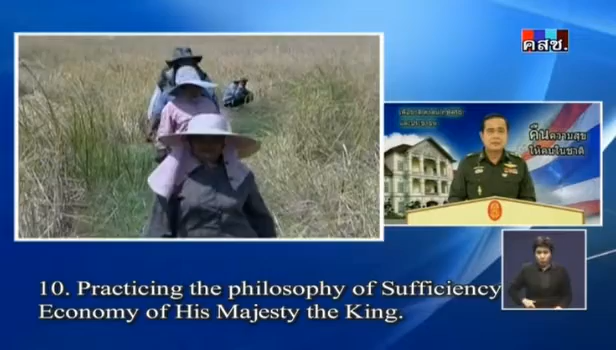 คสช.
คืนความสุข
ให้คนในชาติ
10. Practicing the philosophy of Sufficiency
Economy of His Majesty the King.